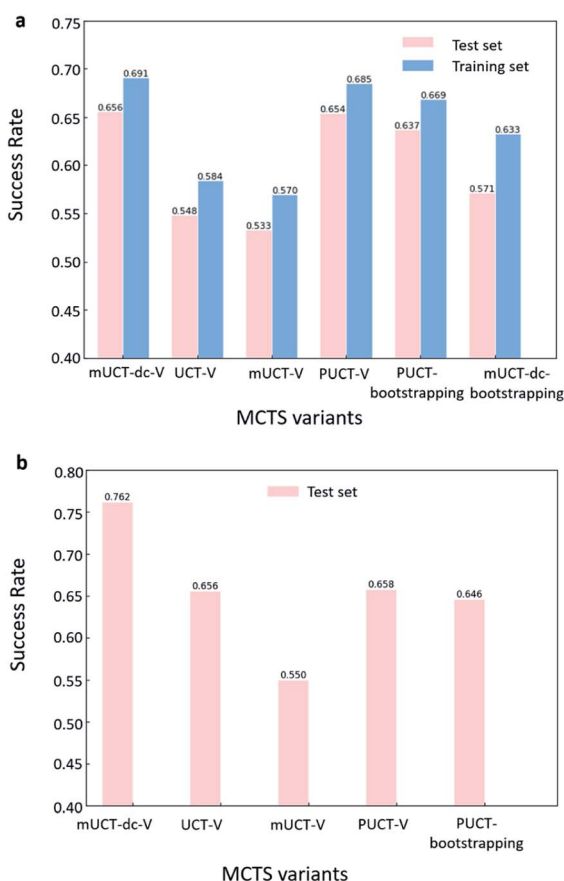 a
0.75
0.70
0.65
0.60
0.55
0.50
0.45
0.40
Success Rate
Test set
Training set
0.656
0.691
0.548
0.584
0.533
0.570
0.654
0.685
0.637
0.669
0.571
0.633
mUCT-dc-V
UCT-V
mUCT-V
PUCT-V
PUCT-
bootstrapping
mUCT-dc-
bootstrapping
MCTS variants
b
0.80
0.75
0.70
0.65
0.60
0.55
0.50
0.45
0.40
Success Rate
Test set
0.762
0.656
0.550
0.658
0.646
mUCT-dc-V
UCT-V
mUCT-V
PUCT-V
PUCT-
bootstrapping
MCTS variants